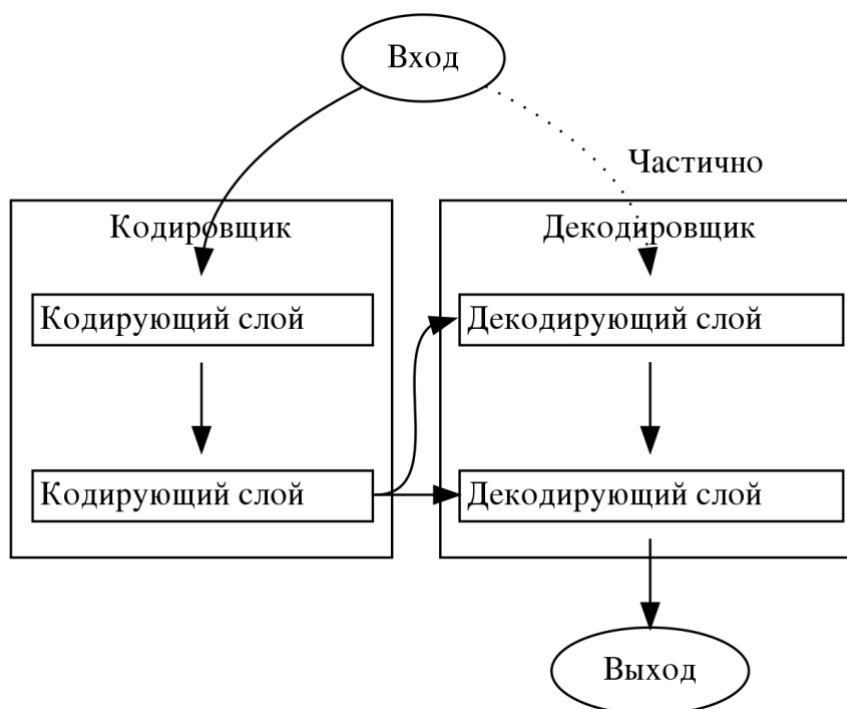 Вход
Частично
Кодировщик
Декодировщик
Кодирующий слой
Декодирующий слой
Кодирующий слой
Декодирующий слой
Выход